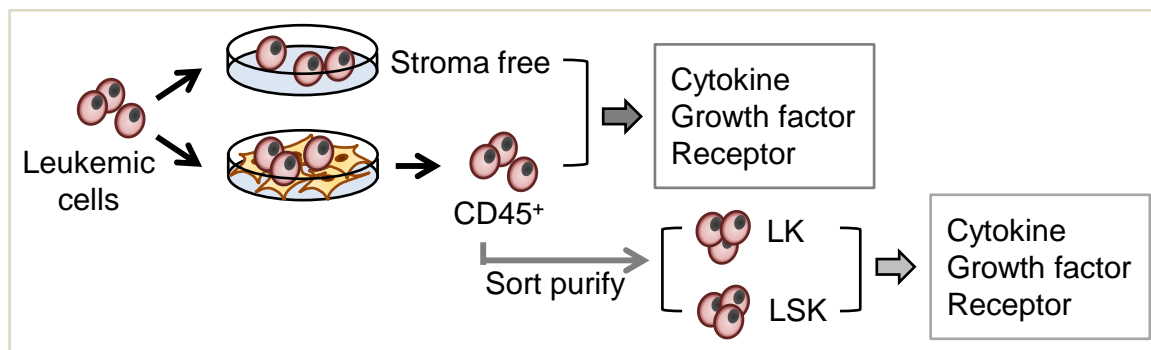 Stroma free
Leukemic
cells
CD45⁺
Cytokine
Growth factor
Receptor
Sort purify
LK
LSK
Cytokine
Growth factor
Receptor